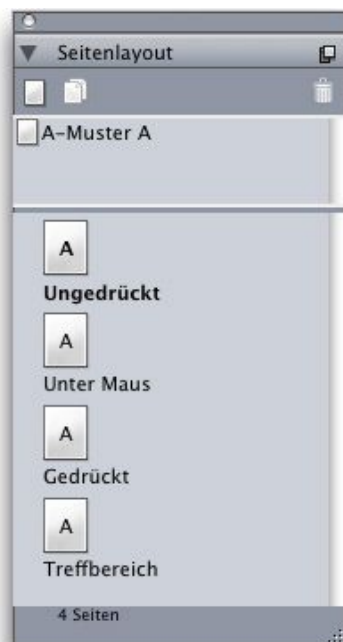 Seitenlayout
A-Muster A
A
Ungedrückt
A
Unter Maus
A
Gedrückt
A
Treffbereich
4 Seiten